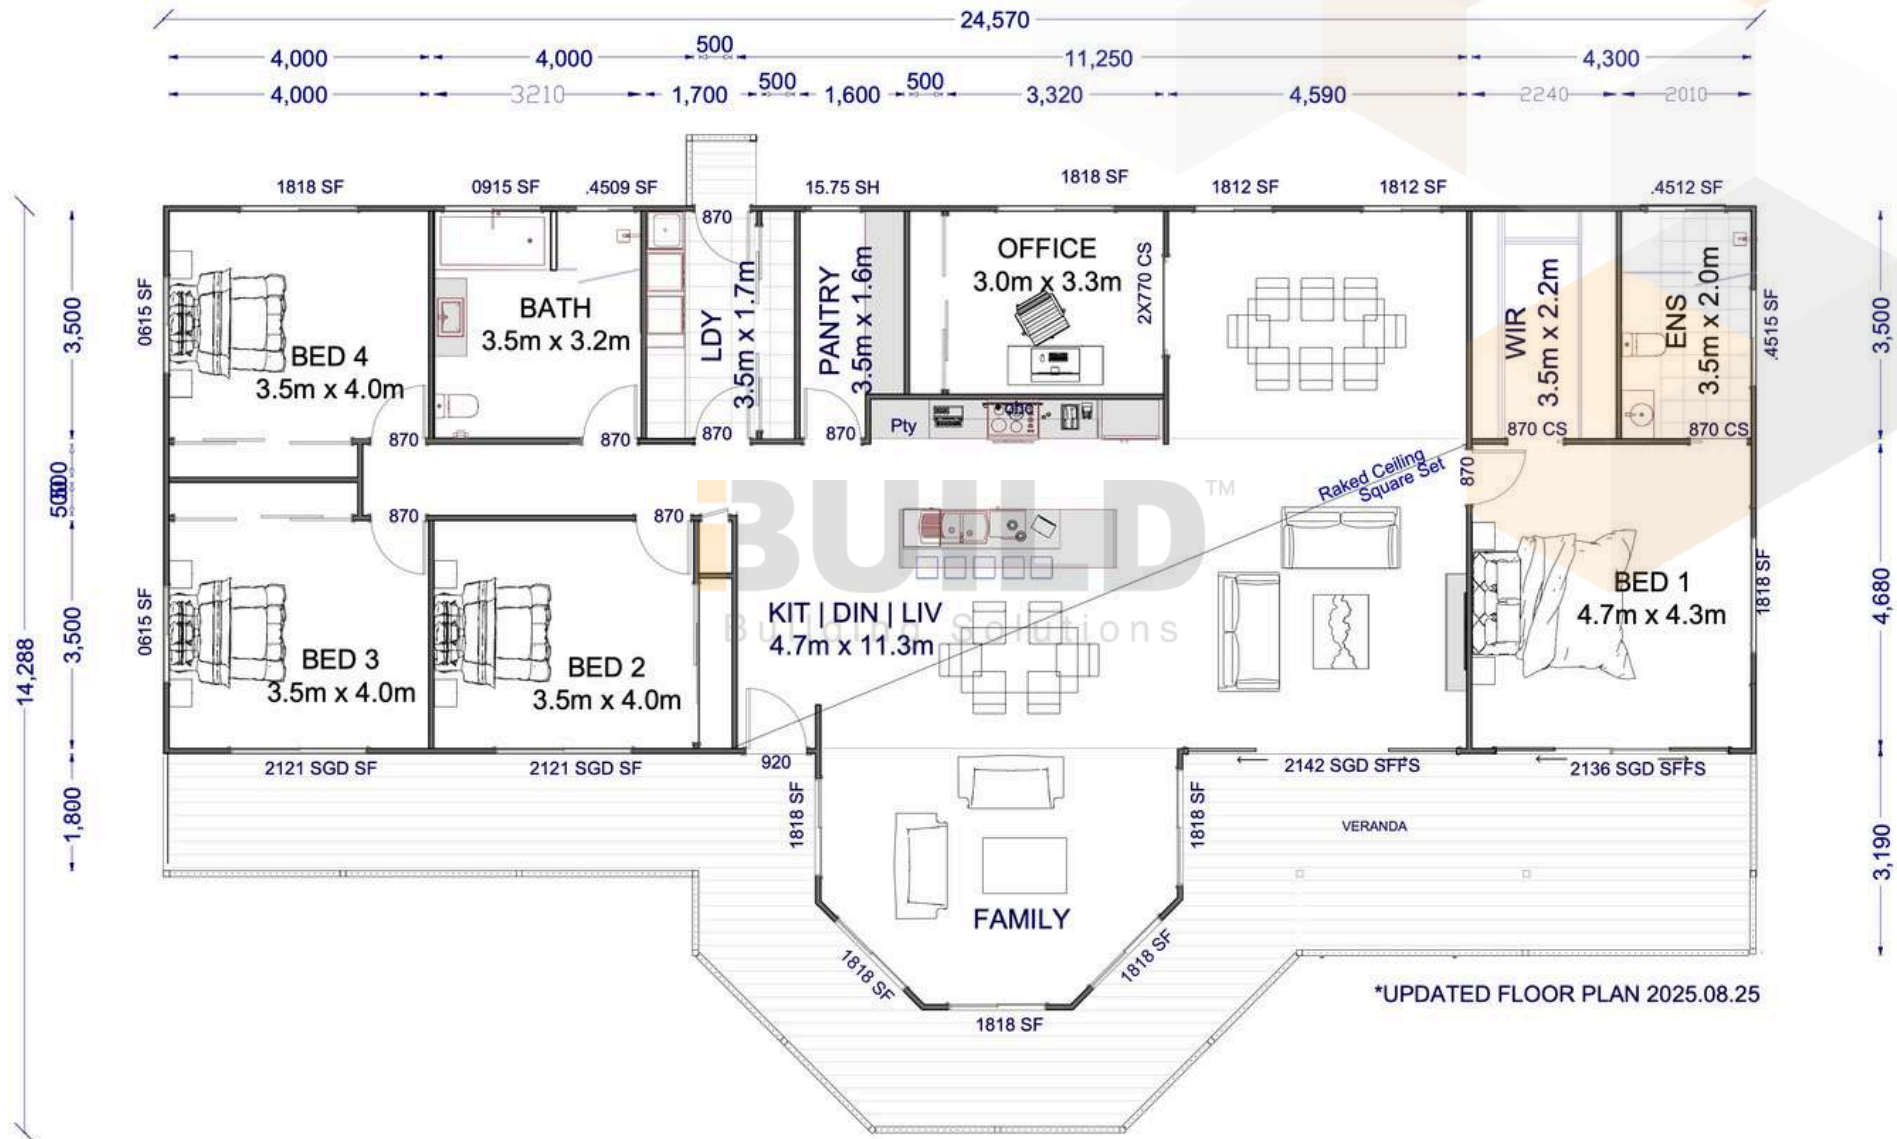 24,570
4,000 4,000 500 11,250 4,300
4,000 3210 1,700 500 1,600 500 3,320 4,590 2240 2010
1818 SF 0915 SF .4509 SF 15.75 SH 1818 SF 1812 SF 1812 SF .4512 SF
870
OFFICE
3.0m x 3.3m
2X770 CS
BATH
3.5m x 3.2m
LDY
3.5m x 1.7m
PANTRY
3.5m x 1.6m
WIR
3.5m x 2.2m
ENS
3.5m x 2.0m
0615 SF
.4515 SF
3,500
3,500
BED 4
3.5m x 4.0m
Pty
870 870 870 870
870 CS 870 CS
Raked Ceiling
Square Set
870
500
14,288
870 870
iBUILD™
Building Solutions
KIT | DIN | LIV
4.7m x 11.3m
BED 1
4.7m x 4.3m
1818 SF
4,680
0615 SF
3,500
BED 3
3.5m x 4.0m
BED 2
3.5m x 4.0m
2121 SGD SF 2121 SGD SF 920 2142 SGD SFFS 2136 SGD SFFS
1,800
1818 SF
1818 SF
VERANDA
3,190
FAMILY
1818 SF
1818 SF
1818 SF
*UPDATED FLOOR PLAN 2025.08.25